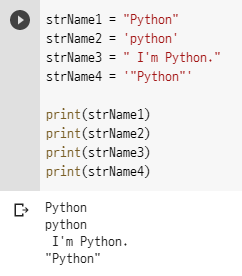 strName1 = "Python"
strName2 = 'python'
strName3 = " I'm Python."
strName4 = '"Python"'

print(strName1)
print(strName2)
print(strName3)
print(strName4)

Python
python
 I'm Python.
"Python"